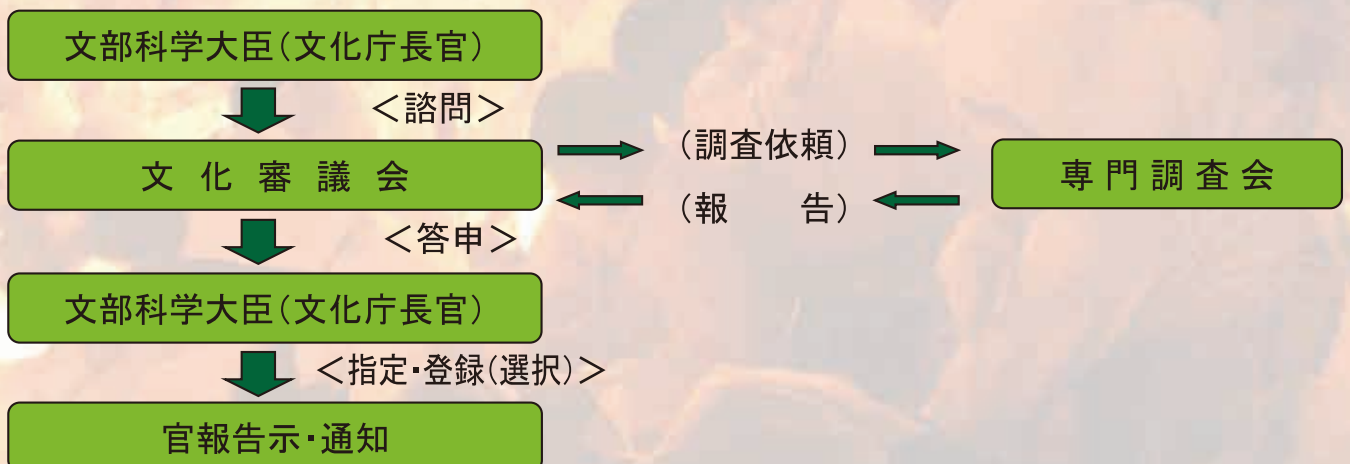 文部科学大臣(文化庁長官)
<諮問>
文化審議会
(調査依頼)
専門調査会
(報　　告)
<答申>
文部科学大臣(文化庁長官)
<指定・登録(選択)>
官報告示・通知